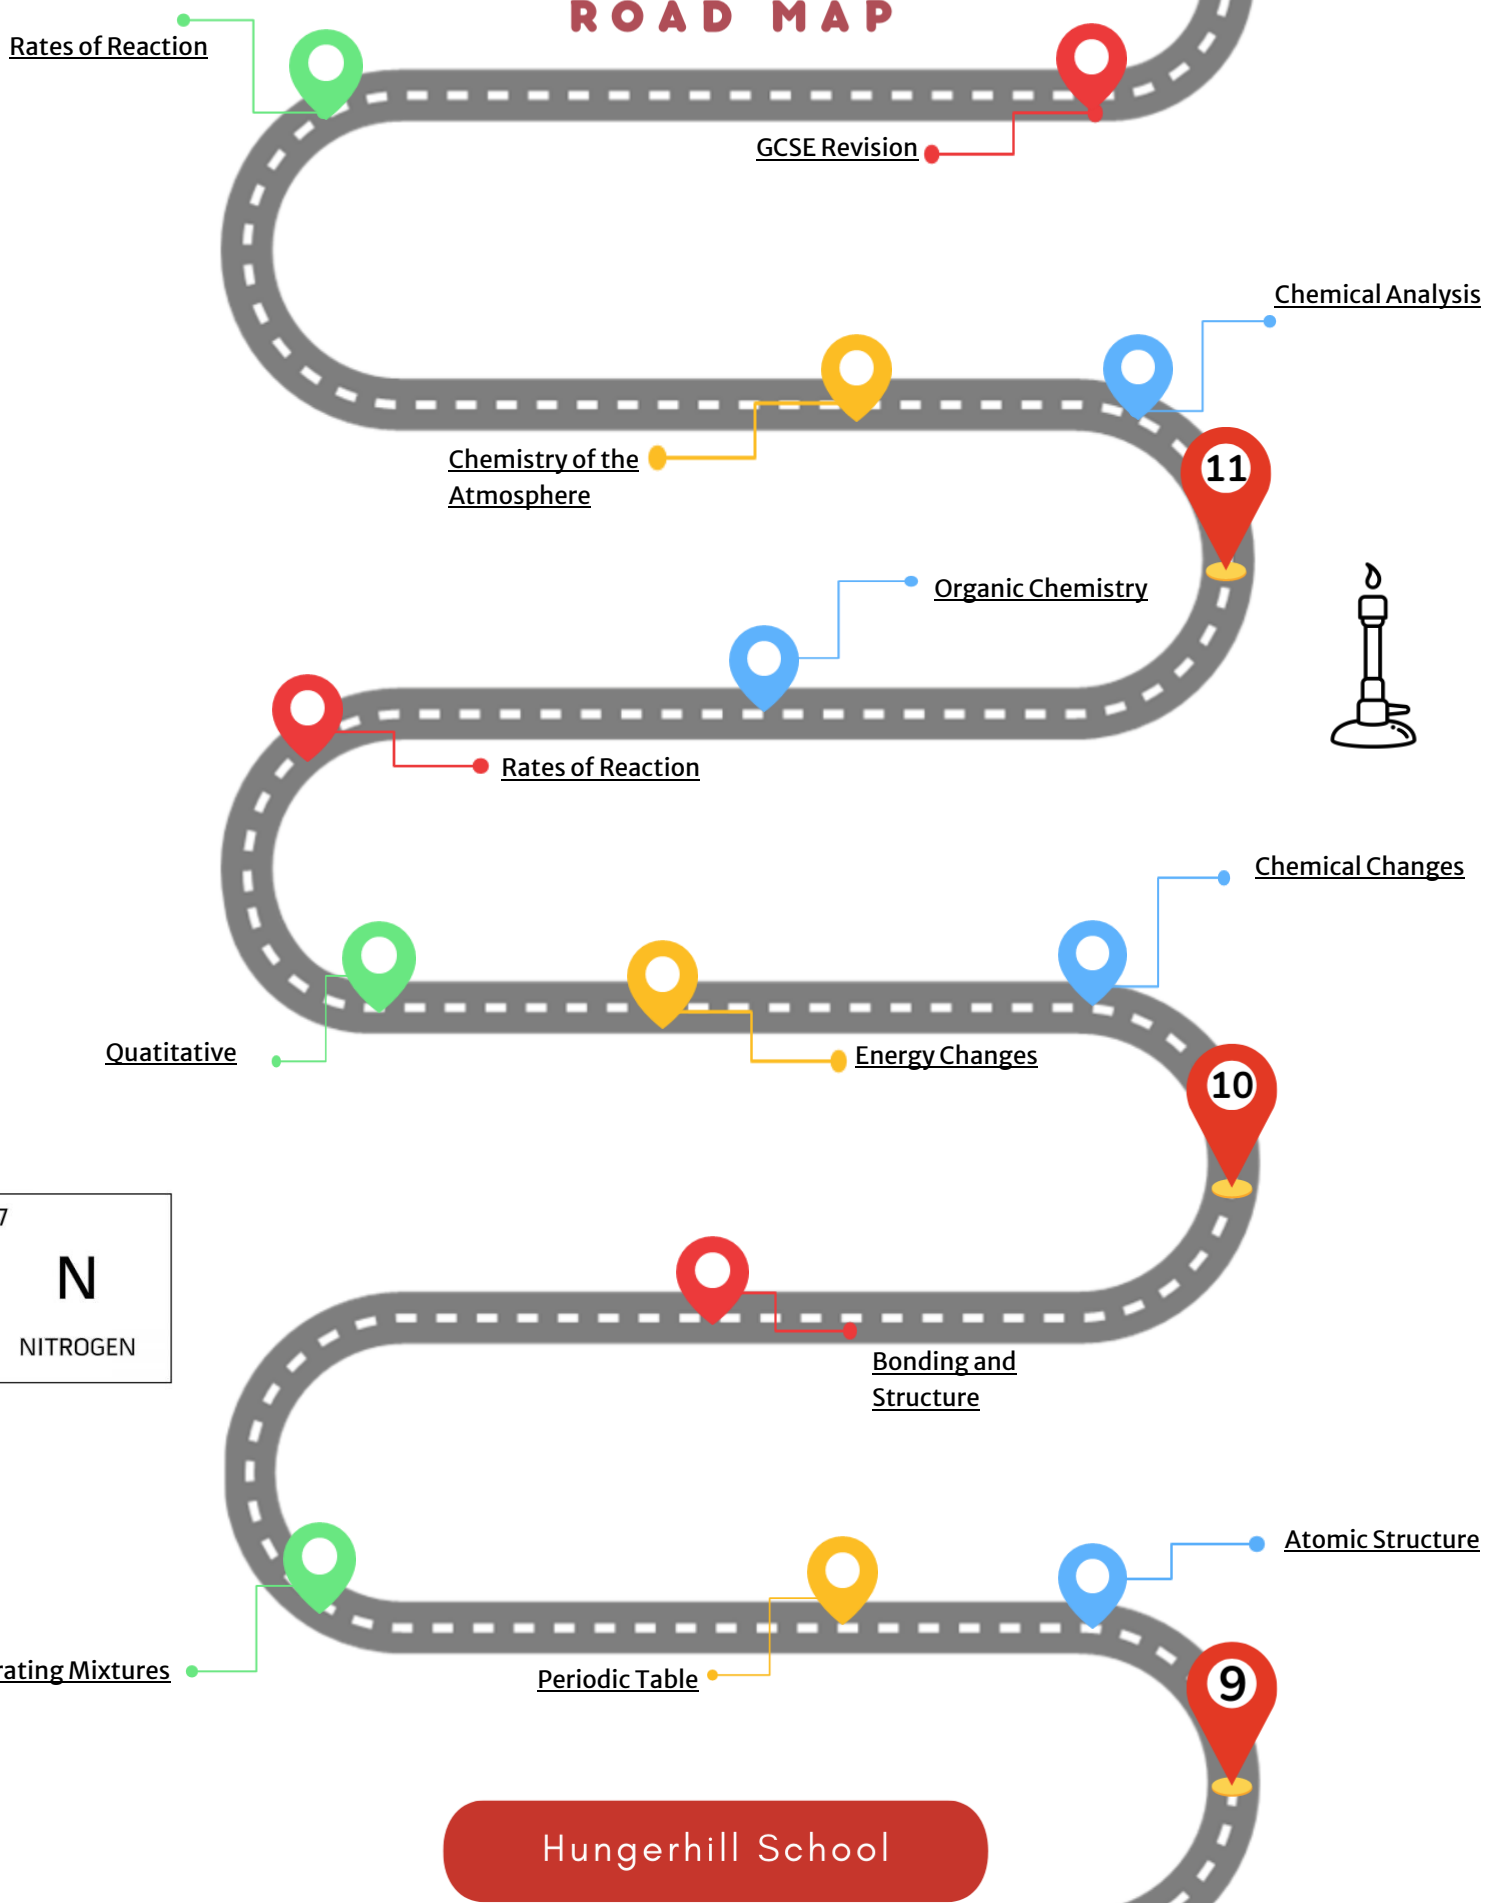 ROAD MAP
Rates of Reaction
GCSE Revision
Chemical Analysis
Chemistry of the
Atmosphere
11
Organic Chemistry
Rates of Reaction
Chemical Changes
Quatitative
Energy Changes
10
7
N
NITROGEN
Bonding and
Structure
Atomic Structure
rating Mixtures
Periodic Table
9
Hungerhill School